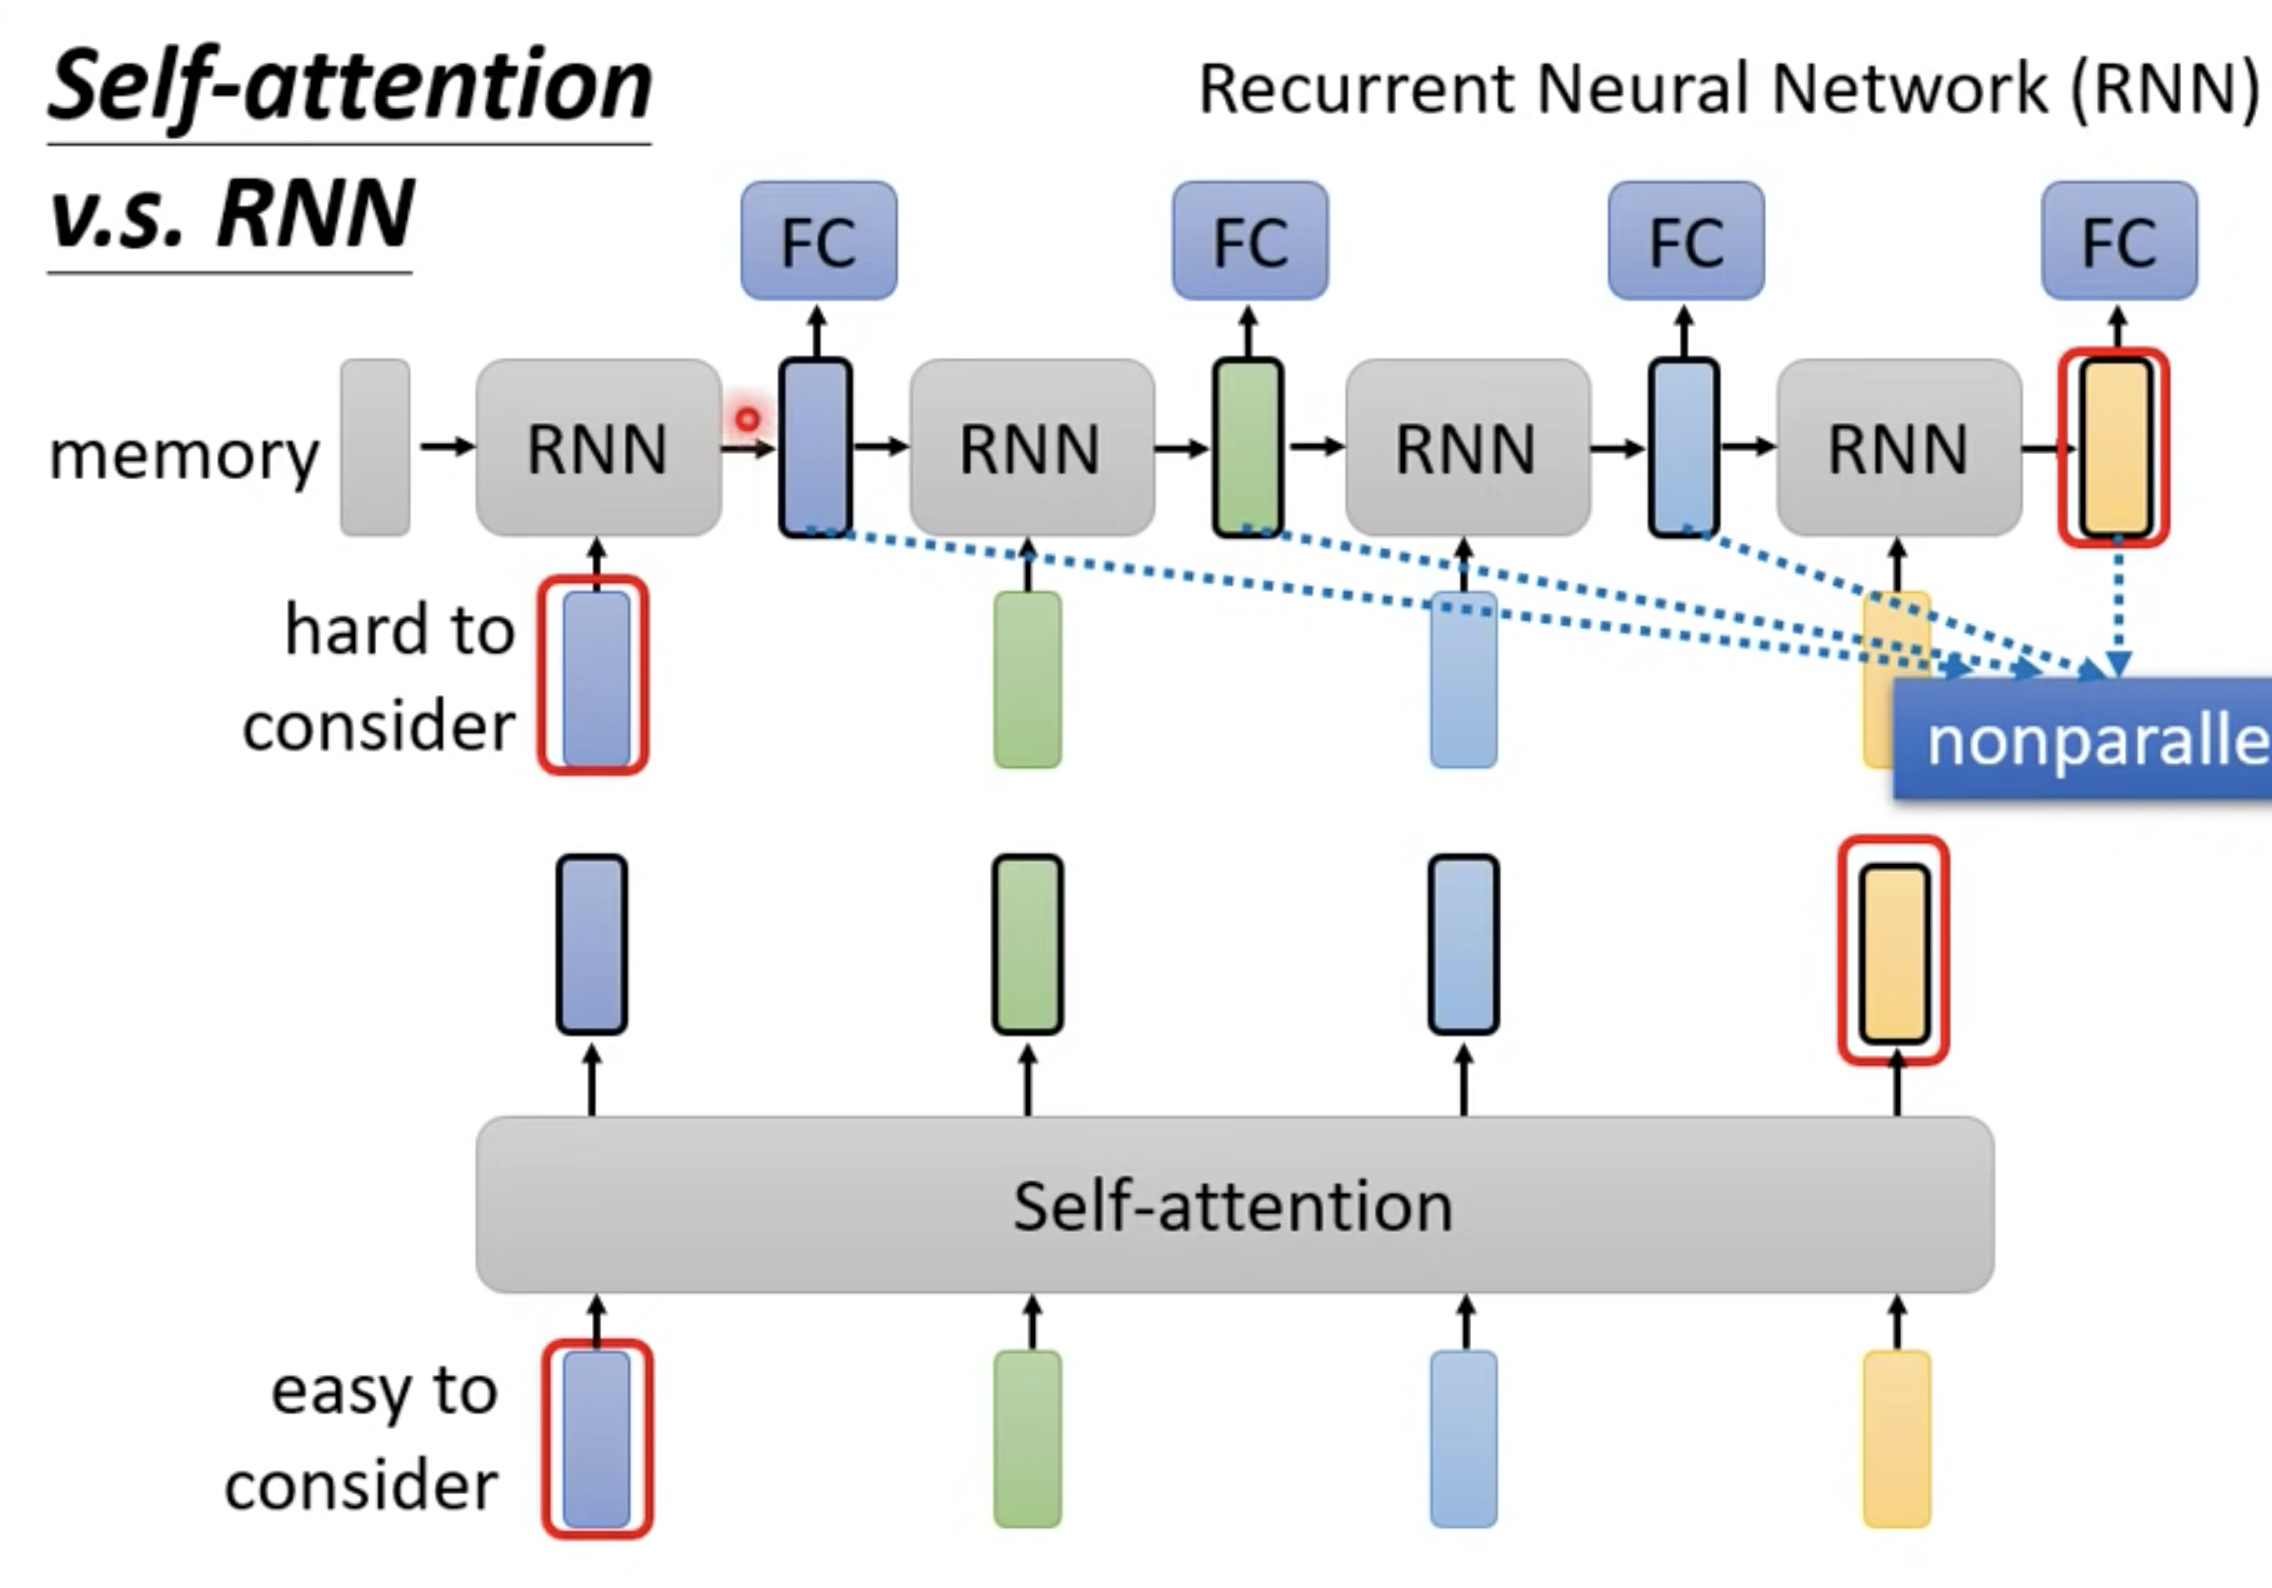 Self-attention
v.s. RNN
Recurrent Neural Network (RNN)
FC FC FC FC
memory RNN RNN RNN RNN
hard to
consider
nonparalle
Self-attention
easy to
consider